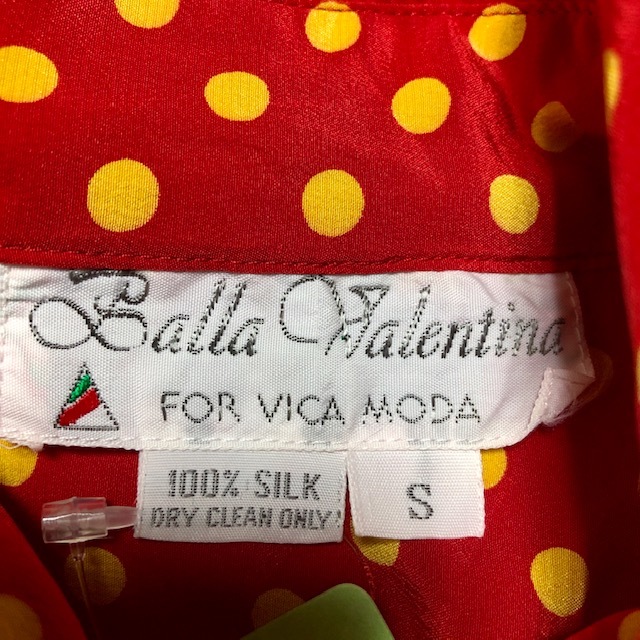 Balla Valentina
FOR VICA MODA
100% SILK
DRY CLEAN ONLY
S